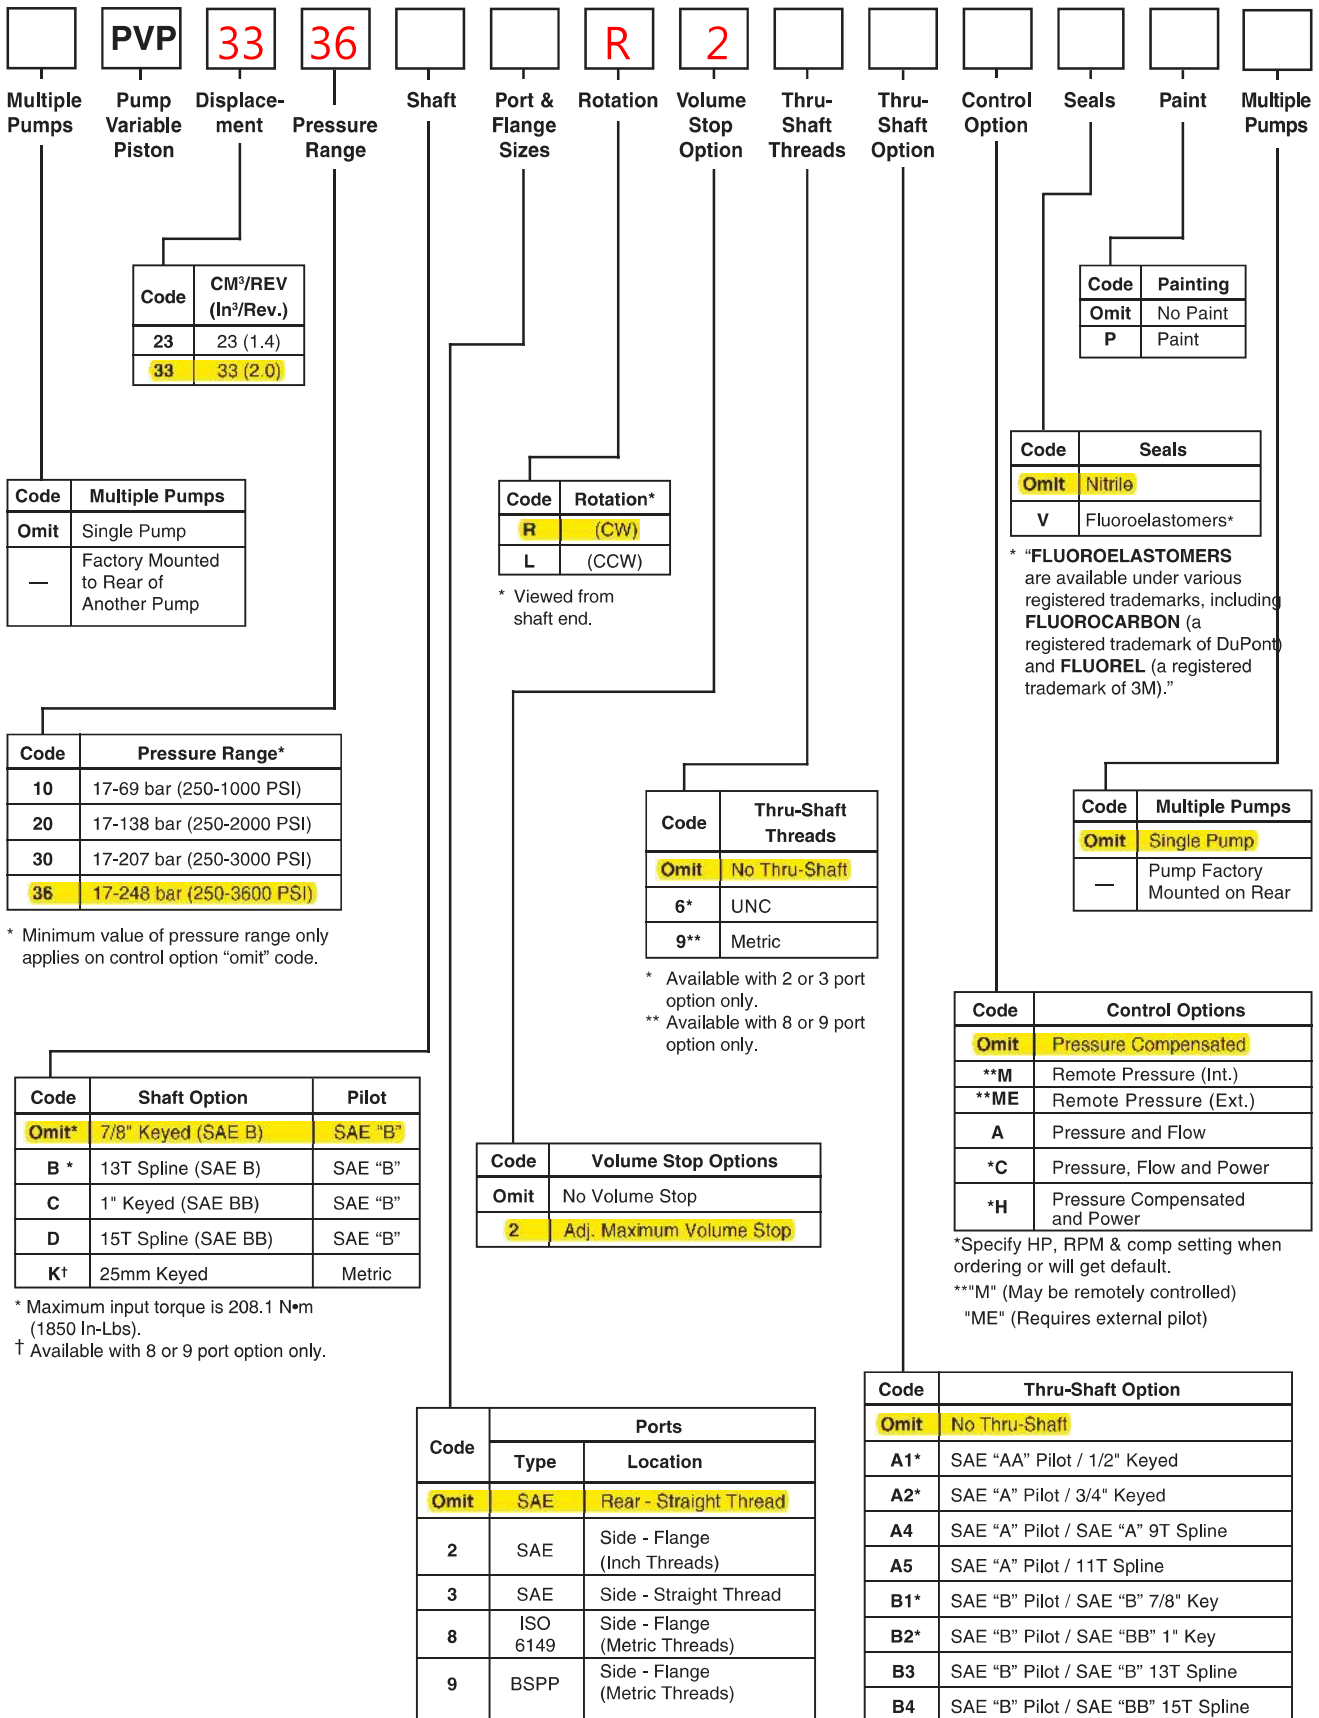 PVP 33 36 R 2
Multiple Pumps
Pump Variable Piston
Displace-ment
Pressure Range
Shaft
Port & Flange Sizes
Rotation
Volume Stop Option
Thru-Shaft Threads
Thru-Shaft Option
Control Option
Seals
Paint
Multiple Pumps
Code CM³/REV (In³/Rev.)
23 23 (1.4)
33 33 (2.0)
Code Painting
Omit No Paint
P Paint
Code Seals
Omit Nitrile
V Fluoroelastomers*
* “FLUOROELASTOMERS
are available under various
registered trademarks, including
FLUOROCARBON (a
registered trademark of DuPont)
and FLUOREL (a registered
trademark of 3M).”
Code Multiple Pumps
Omit Single Pump
— Factory Mounted
to Rear of
Another Pump
Code Rotation*
R (CW)
L (CCW)
* Viewed from
shaft end.
Code Pressure Range*
10 17-69 bar (250-1000 PSI)
20 17-138 bar (250-2000 PSI)
30 17-207 bar (250-3000 PSI)
36 17-248 bar (250-3600 PSI)
* Minimum value of pressure range only
applies on control option “omit” code.
Code Thru-Shaft Threads
Omit No Thru-Shaft
6* UNC
9** Metric
* Available with 2 or 3 port
option only.
** Available with 8 or 9 port
option only.
Code Multiple Pumps
Omit Single Pump
— Pump Factory
Mounted on Rear
Code Control Options
Omit Pressure Compensated
**M Remote Pressure (Int.)
**ME Remote Pressure (Ext.)
A Pressure and Flow
*C Pressure, Flow and Power
*H Pressure Compensated
and Power
*Specify HP, RPM & comp setting when
ordering or will get default.
**"M" (May be remotely controlled)
"ME" (Requires external pilot)
Code Shaft Option Pilot
Omit* 7/8" Keyed (SAE B) SAE “B”
B * 13T Spline (SAE B) SAE “B”
C 1" Keyed (SAE BB) SAE “B”
D 15T Spline (SAE BB) SAE “B”
K† 25mm Keyed Metric
* Maximum input torque is 208.1 N•m
(1850 In-Lbs).
† Available with 8 or 9 port option only.
Code Volume Stop Options
Omit No Volume Stop
2 Adj. Maximum Volume Stop
Code Ports
Type Location
Omit SAE Rear - Straight Thread
2 SAE Side - Flange
(Inch Threads)
3 SAE Side - Straight Thread
8 ISO 6149 Side - Flange
(Metric Threads)
9 BSPP Side - Flange
(Metric Threads)
Code Thru-Shaft Option
Omit No Thru-Shaft
A1* SAE “AA” Pilot / 1/2" Keyed
A2* SAE “A” Pilot / 3/4" Keyed
A4 SAE “A” Pilot / SAE “A” 9T Spline
A5 SAE “A” Pilot / 11T Spline
B1* SAE “B” Pilot / SAE “B” 7/8" Key
B2* SAE “B” Pilot / SAE “BB” 1" Key
B3 SAE “B” Pilot / SAE “B” 13T Spline
B4 SAE “B” Pilot / SAE “BB” 15T Spline